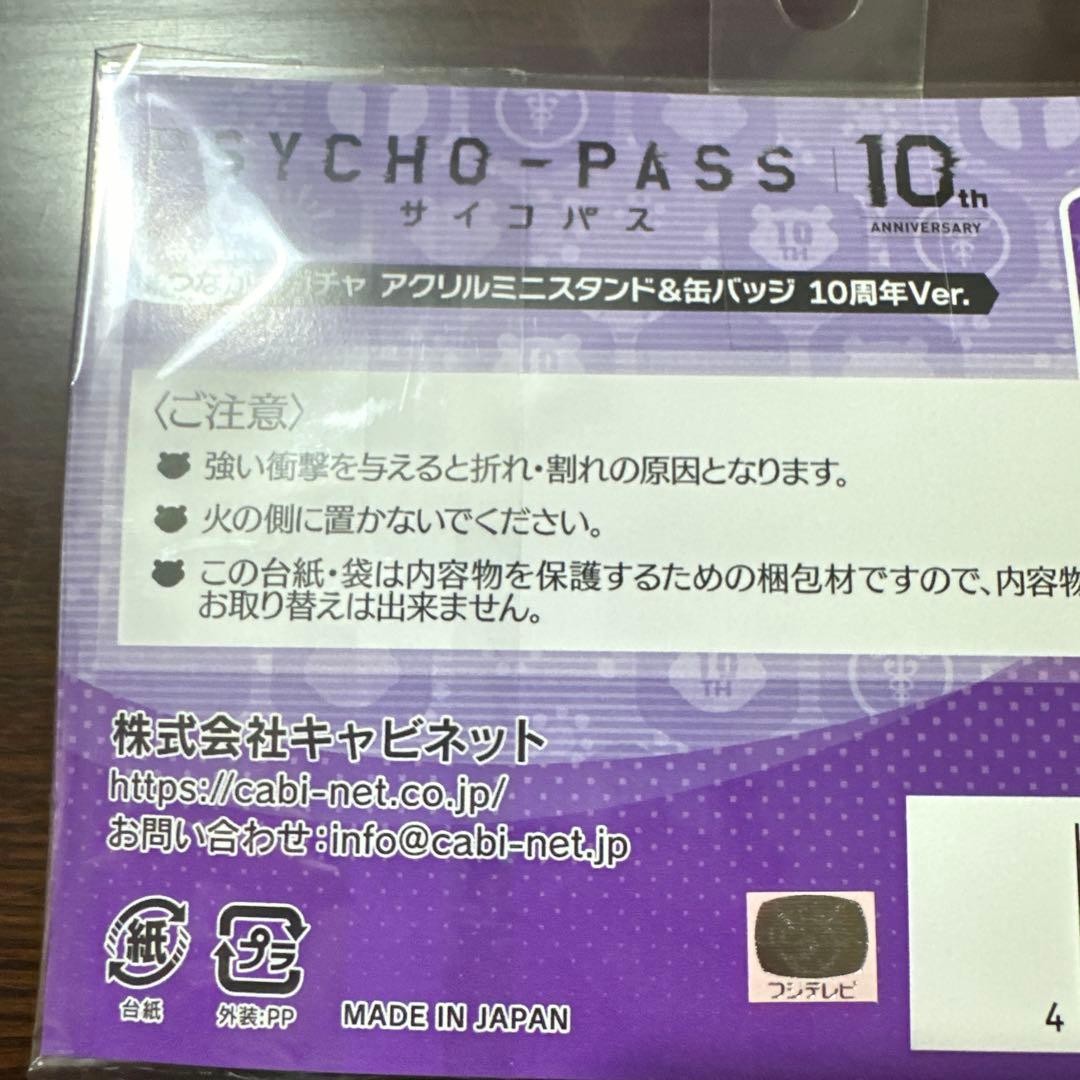 PSYCHO-PASS 10th
サイコパス ANNIVERSARY
アクリルミニスタンド&缶バッジ 10周年Ver.
〈ご注意〉
強い衝撃を与えると折れ・割れの原因となります。
火の側に置かないでください。
この台紙・袋は内容物を保護するための梱包材ですので、内容物
お取り替えは出来ません。
株式会社キャビネット
https://cabi-net.co.jp/
お問い合わせ:info@cabi-net.jp
紙
プラ
台紙
外装:PP
MADE IN JAPAN
フジテレビ
4
10
TH